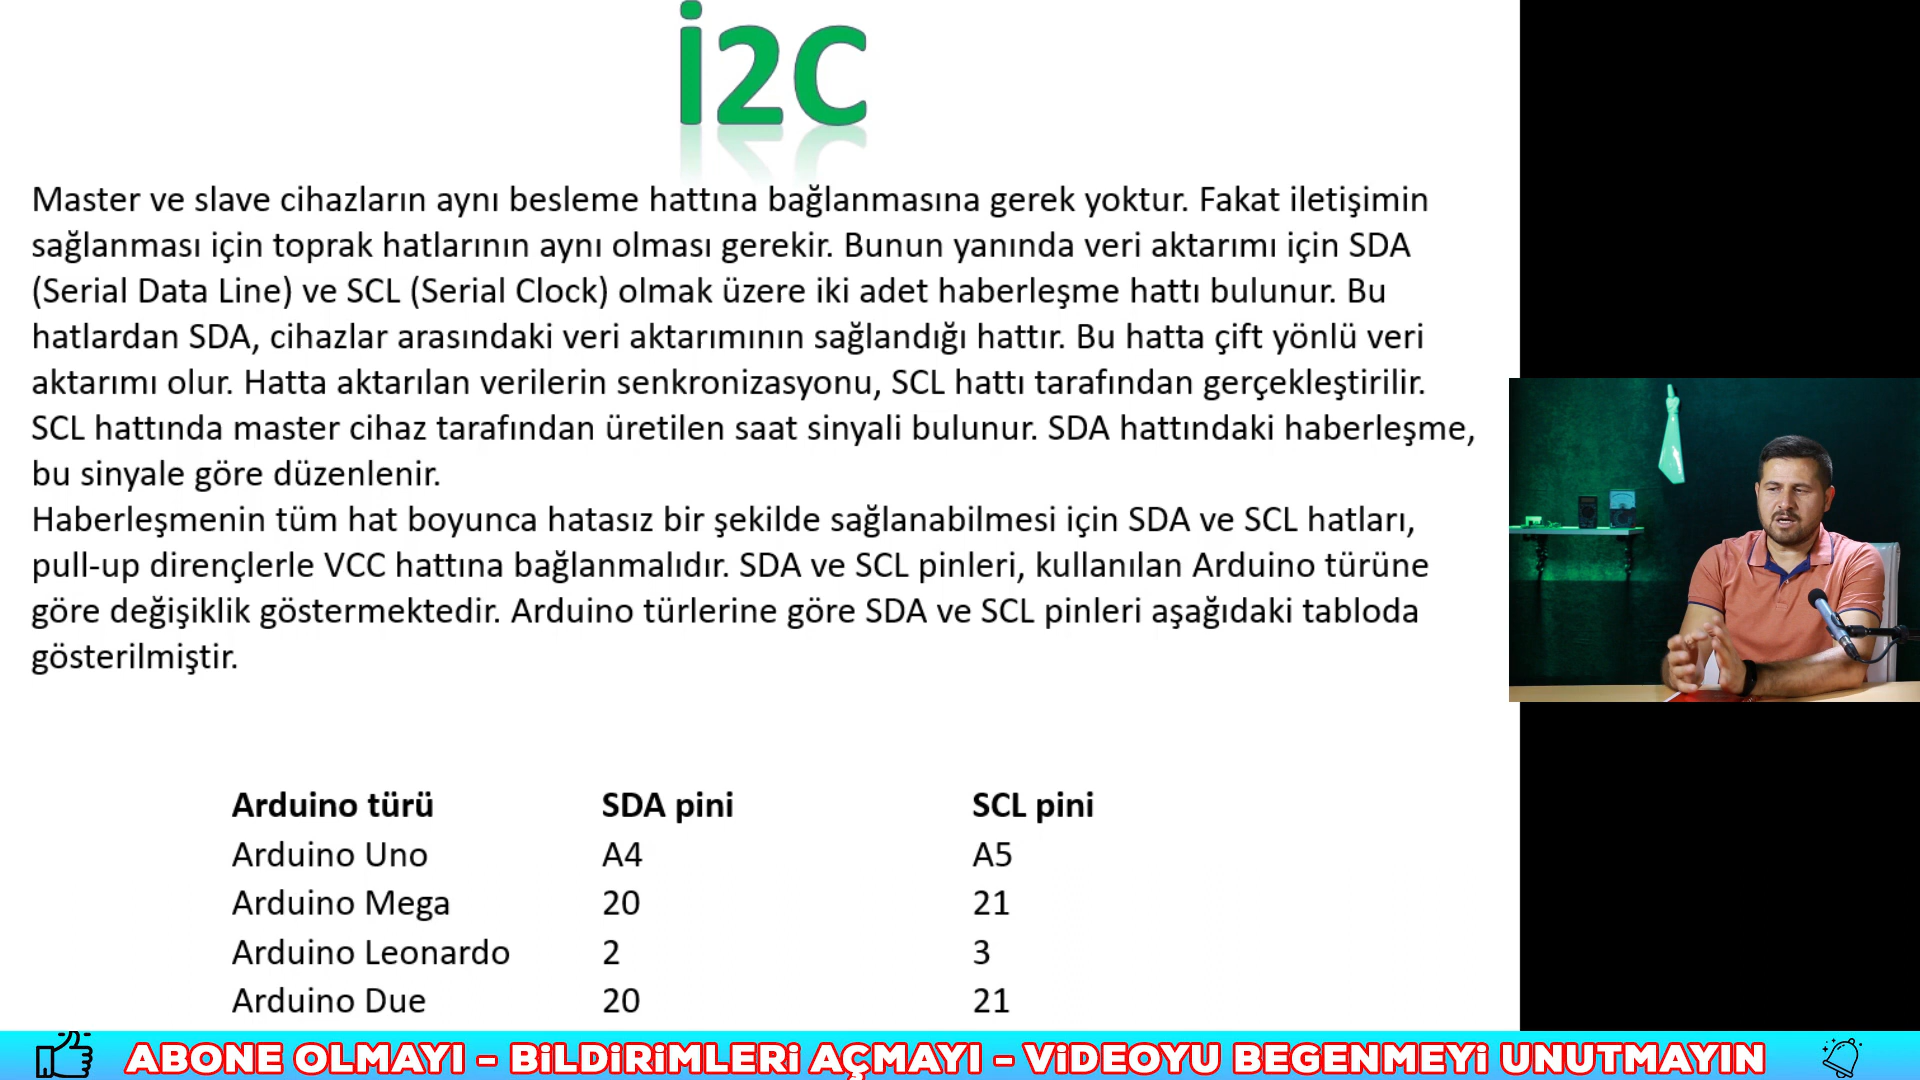 İ2C
Master ve slave cihazların aynı besleme hattına bağlanmasına gerek yoktur. Fakat iletişimin
sağlanması için toprak hatlarının aynı olması gerekir. Bunun yanında veri aktarımı için SDA
(Serial Data Line) ve SCL (Serial Clock) olmak üzere iki adet haberleşme hattı bulunur. Bu
hatlardan SDA, cihazlar arasındaki veri aktarımının sağlandığı hattır. Bu hatta çift yönlü veri
aktarımı olur. Hatta aktarılan verilerin senkronizasyonu, SCL hattı tarafından gerçekleştirilir.
SCL hattında master cihaz tarafından üretilen saat sinyali bulunur. SDA hattındaki haberleşme,
bu sinyale göre düzenlenir.
Haberleşmenin tüm hat boyunca hatasız bir şekilde sağlanabilmesi için SDA ve SCL hatları,
pull-up dirençlerle VCC hattına bağlanmalıdır. SDA ve SCL pinleri, kullanılan Arduino türüne
göre değişiklik göstermektedir. Arduino türlerine göre SDA ve SCL pinleri aşağıdaki tabloda
gösterilmiştir.
Arduino türü SDA pini SCL pini
Arduino Uno A4 A5
Arduino Mega 20 21
Arduino Leonardo 2 3
Arduino Due 20 21
ABONE OLMAYI - BiLDiRiMLERi AÇMAYI - ViDEOYU BEGENMEYi UNUTMAYIN